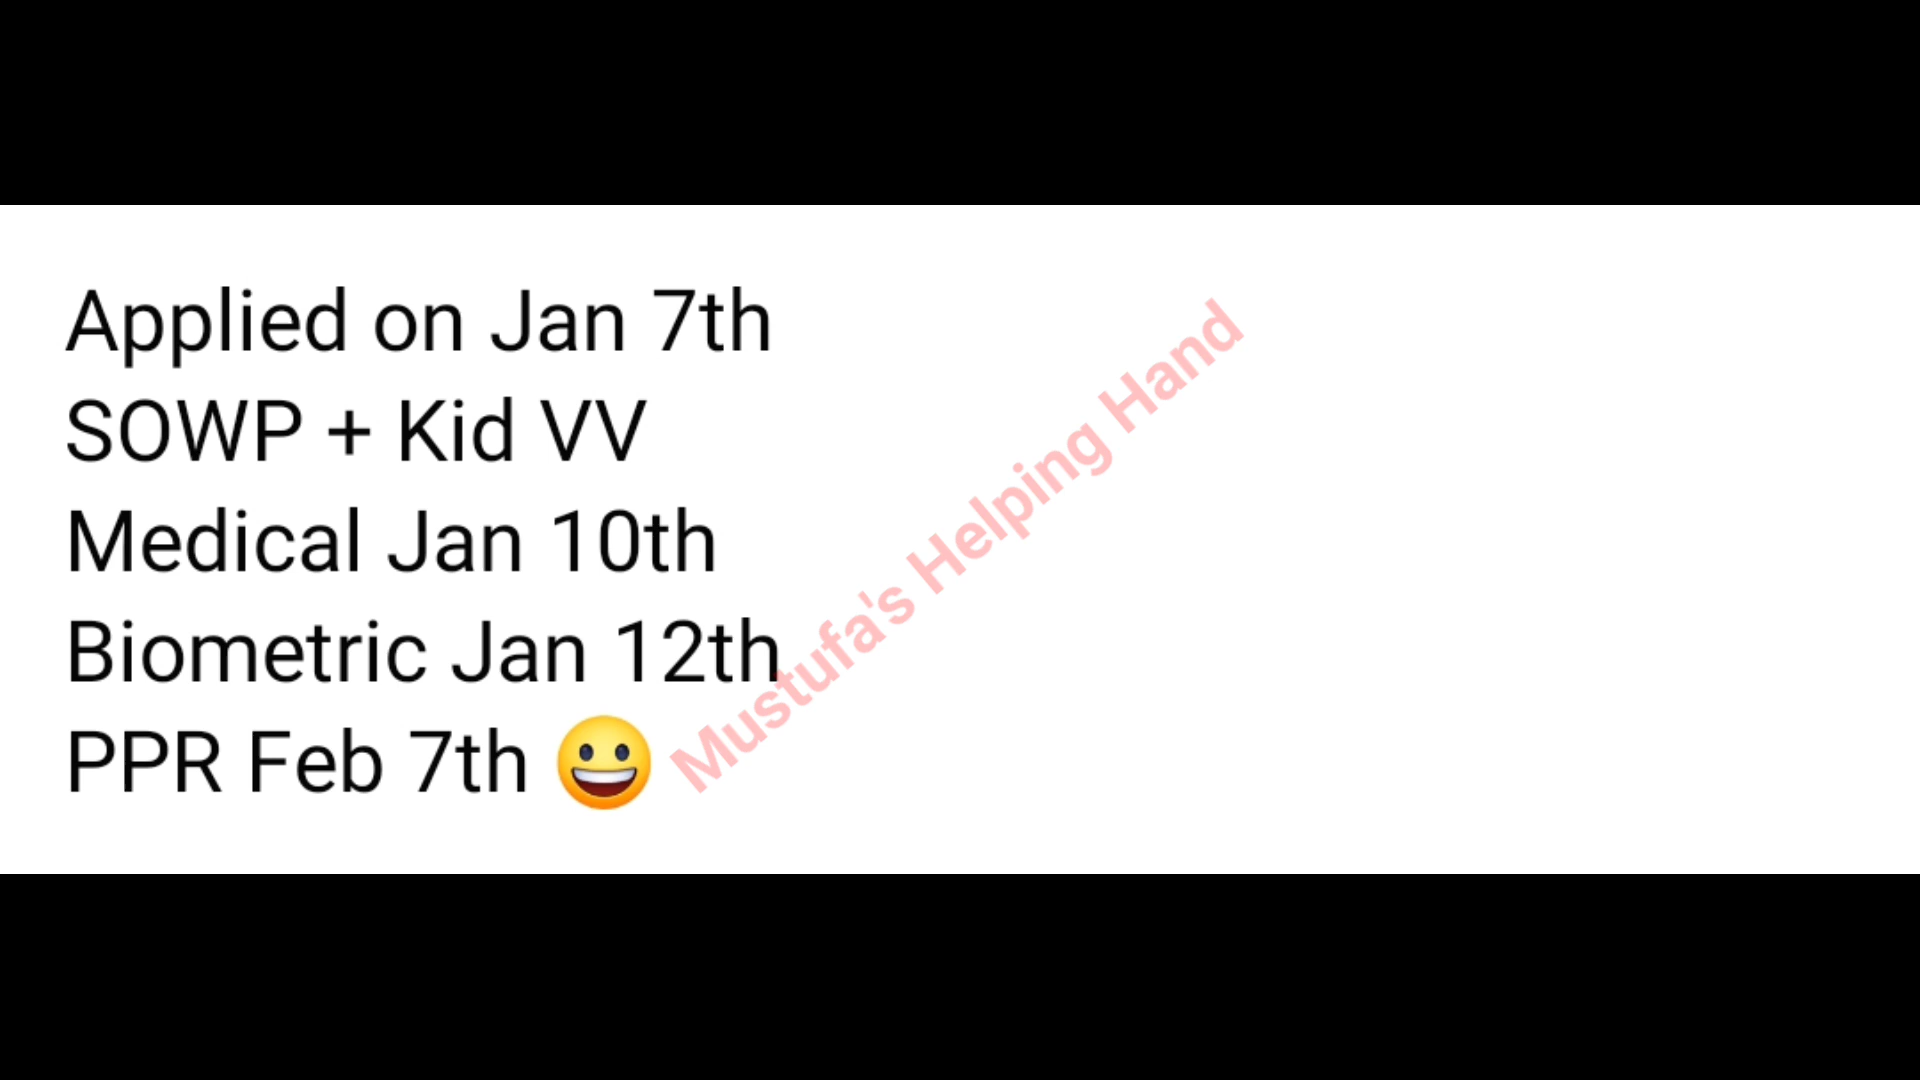 Applied on Jan 7th
SOWP + Kid VV
Medical Jan 10th
Biometric Jan 12th
PPR Feb 7th 😀
Mustufa's Helping Hand